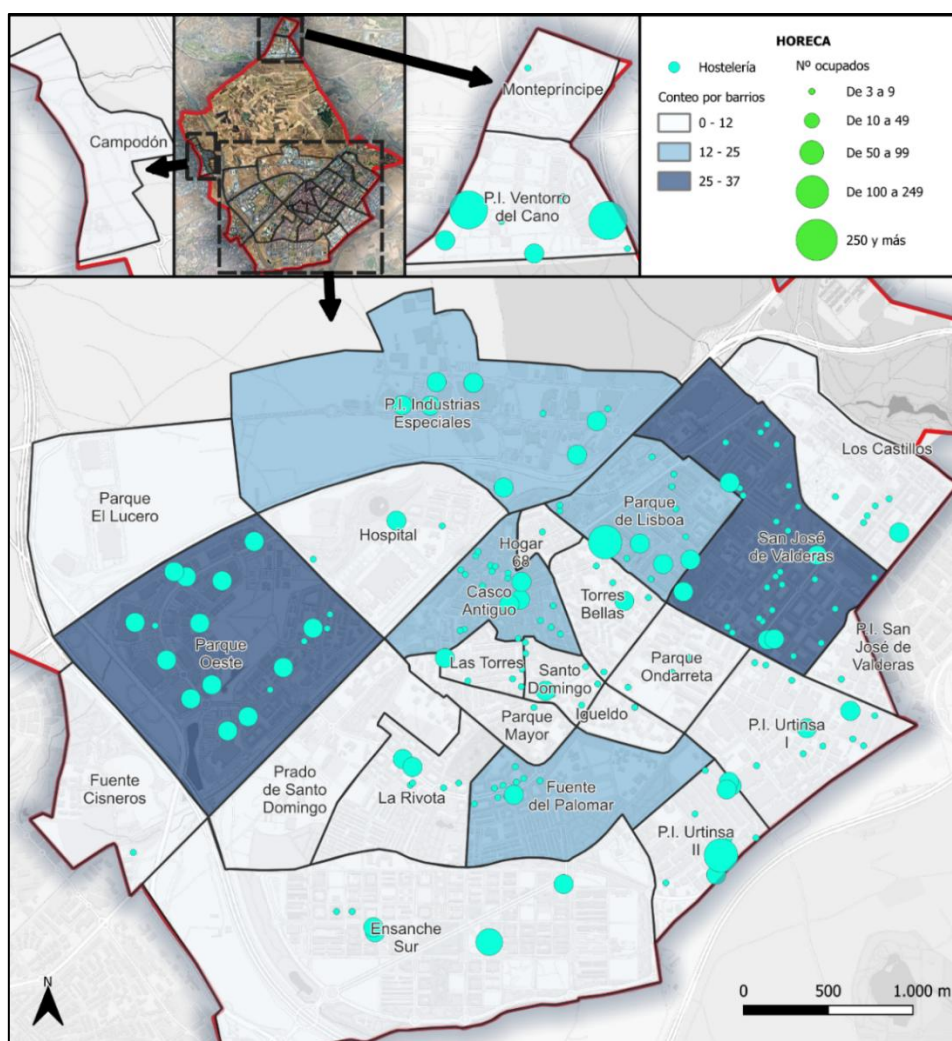 Campodón
Montepríncipe
P.I. Ventorro
del Cano
HORECA
Hostelería
Conteo por barrios
0 - 12
12 - 25
25 - 37
Nº ocupados
De 3 a 9
De 10 a 49
De 50 a 99
De 100 a 249
250 y más
P.I. Industrias
Especiales
Los Castillos
Parque
El Lucero
Hospital
Parque
de Lisboa
San José
de Valderas
Hogar
68
Casco
Antiguo
Torres
Bellas
Parque
Oeste
Las Torres
Santo
Domingo
Parque
Ondarreta
P.I. San
José de
Valderas
Parque
Mayor
Igueldo
P.I. Urtinsa
I
Fuente
Cisneros
Prado
de Santo
Domingo
La Rivota
Fuente
del Palomar
P.I. Urtinsa
II
Ensanche
Sur
N
0 500 1.000 m